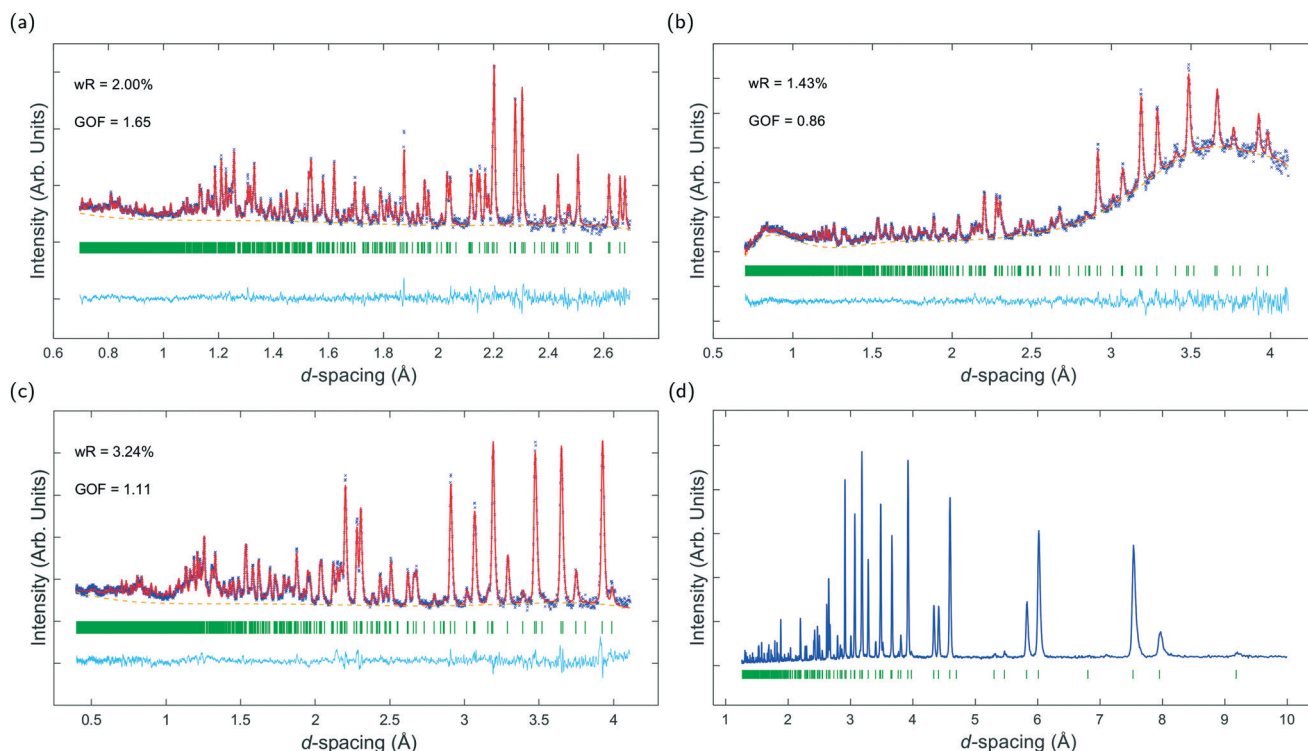 (a)
wR = 2.00%
GOF = 1.65
Intensity (Arb. Units)
0.6 0.8 1 1.2 1.4 1.6 1.8 2 2.2 2.4 2.6
d-spacing (Å)
(b)
wR = 1.43%
GOF = 0.86
Intensity (Arb. Units)
0.5 1 1.5 2 2.5 3 3.5 4
d-spacing (Å)
(c)
wR = 3.24%
GOF = 1.11
Intensity (Arb. Units)
0.5 1 1.5 2 2.5 3 3.5 4
d-spacing (Å)
(d)
Intensity (Arb. Units)
1 2 3 4 5 6 7 8 9 10
d-spacing (Å)